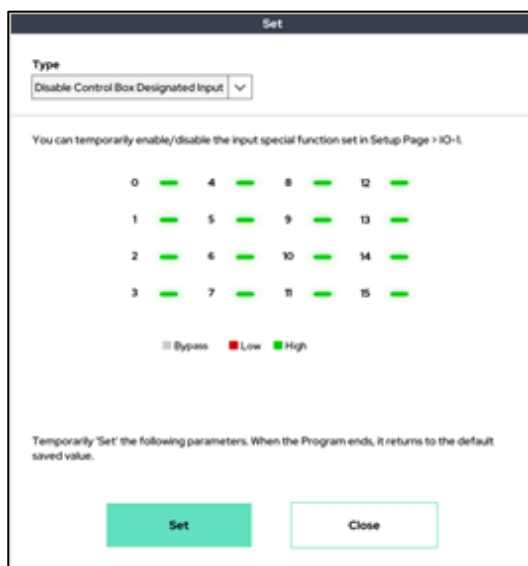 Set
Type
Disable Control Box Designated Input
You can temporarily enable/disable the input special function set in Setup Page > IO-1.
0 4 8 12
1 5 9 13
2 6 10 14
3 7 11 15
Bypass Low High
Temporarily 'Set' the following parameters. When the Program ends, it returns to the default
saved value.
Set Close